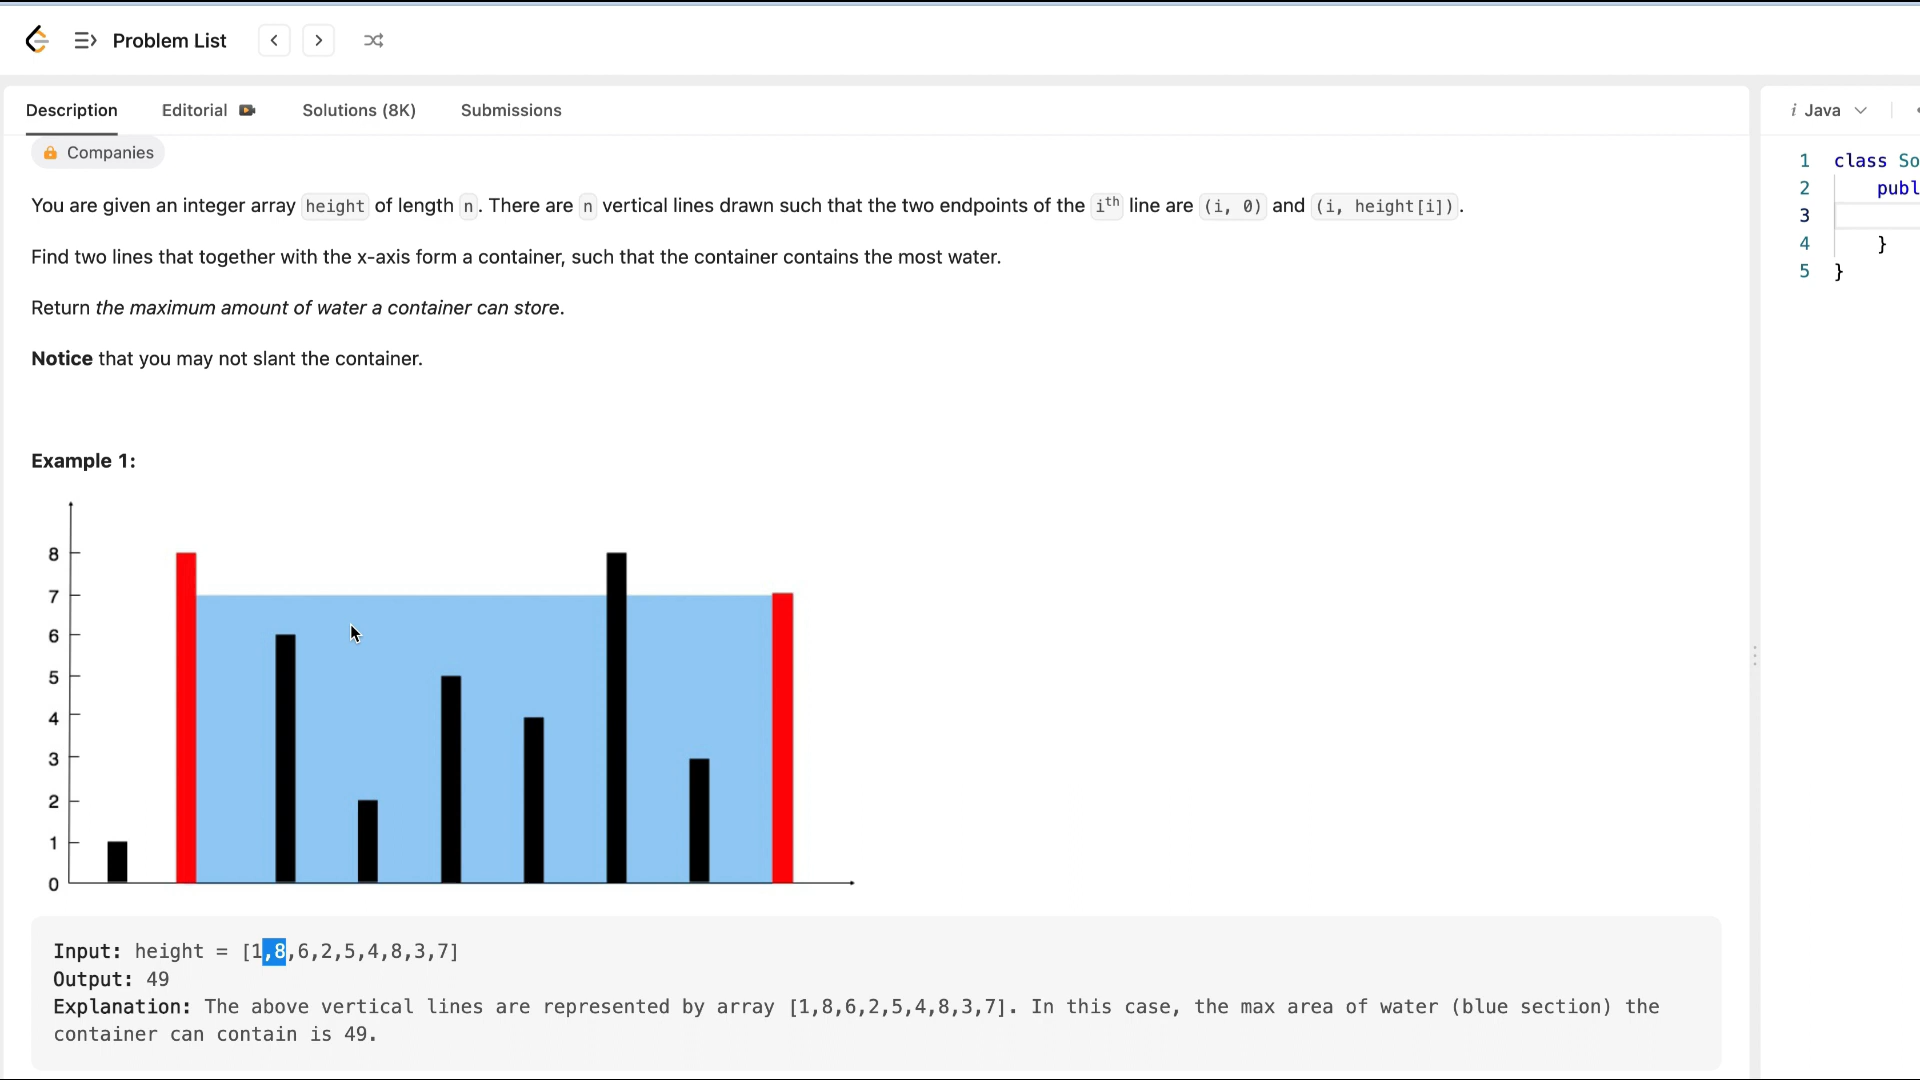 Problem List
Description Editorial Solutions (8K) Submissions
i Java
Companies
You are given an integer array height of length n. There are n vertical lines drawn such that the two endpoints of the ith line are (i, 0) and (i, height[i]).
Find two lines that together with the x-axis form a container, such that the container contains the most water.
Return the maximum amount of water a container can store.
Notice that you may not slant the container.
Example 1:
8
7
6
5
4
3
2
1
0
Input: height = [1,8,6,2,5,4,8,3,7]
Output: 49
Explanation: The above vertical lines are represented by array [1,8,6,2,5,4,8,3,7]. In this case, the max area of water (blue section) the
container can contain is 49.
1 class So
2 publ
3
4 }
5 }